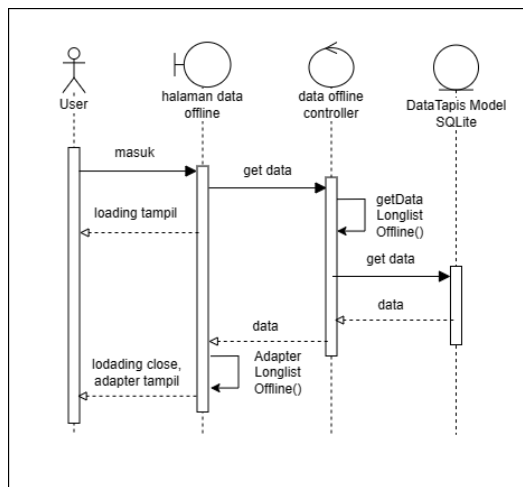 User
halaman data
offline
data offline
controller
DataTapis Model
SQLite
masuk
get data
loading tampil
getData
Longlist
Offline()
get data
data
data
Adapter
Longlist
Offline()
lodading close,
adapter tampil